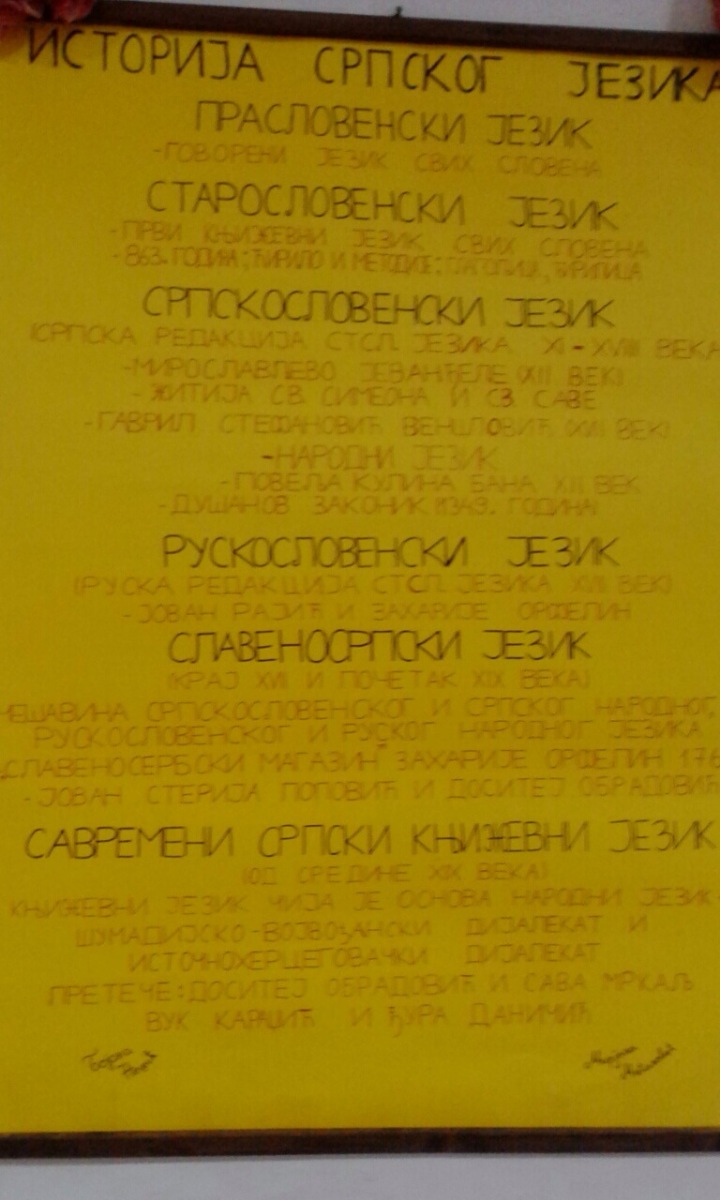 ИСТОРИЈА СРПСКОГ ЈЕЗИКА
ПРАСЛОВЕНСКИ ЈЕЗИК
-ГОВОРЕНИ ЈЕЗИК СВИХ СЛОВЕНА
СТАРОСЛОВЕНСКИ ЈЕЗИК
-ПРВИ КЊИЖЕВНИ ЈЕЗИК СВИХ СЛОВЕНА
-863. ГОДИНА; ЋИРИЛО И МЕТОДИЈЕ; ГЛАГОЉИЦА, ЋИРИЛИЦА
СРПСКОСЛОВЕНСКИ ЈЕЗИК
(СРПСКА РЕДАКЦИЈА СТСЛ. ЈЕЗИКА XI-XVIII ВЕКА
-МИРОСЛАВЉЕВО ЈЕВАНЂЕЉЕ (XII ВЕК)
-ЖИТИЈА СВ. СИМЕОНА И СВ. САВЕ
-ГАВРИЛ СТЕФАНОВИЋ ВЕНЦЛОВИЋ ВЕК)
-НАРОДНИ ЈЕЗИК
-ПОВЕЉА КУЛИНА БАНА XII ВЕК
-ДУШАНОВ ЗАКОНИК (1349. ГОДИНА)
РУСКОСЛОВЕНСКИ ЈЕЗИК
(РУСКА РЕДАКЦИЈА СТСЛ. ЈЕЗИКА ВЕК)
-ЈОВАН РАЈИЋ И ЗАХАРИЈЕ ОРФЕЛИН
СЛАВЕНОСРПСКИ ЈЕЗИК
(КРАЈ XVII И ПОЧЕТАК XIX ВЕКА)
МЕШАВИНА СРПСКОСЛОВЕНСКОГ И СРПСКОГ НАРОДНОГ,
РУСКОСЛОВЕНСКОГ И РУСКОГ НАРОДНОГ ЈЕЗИКА
„СЛАВЕНОСЕРБСКИ МАГАЗИН" ЗАХАРИЈЕ ОРФЕЛИН 176
-ЈОВАН СТЕРИЈА ПОПОВИЋ И ДОСИТЕЈ ОБРАДОВИЋ
САВРЕМЕНИ СРПСКИ КЊИЖЕВНИ ЈЕЗИК
(ОД СРЕДИНЕ XIX ВЕКА)
КЊИЖЕВНИ ЈЕЗИК ЧИЈА ЈЕ ОСНОВА НАРОДНИ ЈЕЗИК
ШУМАДИЈСКО-ВОЈВОЂАНСКИ ДИЈАЛЕКАТ И
ИСТОЧНОХЕРЦЕГОВАЧКИ ДИЈАЛЕКАТ
ПРЕТЕЧЕ: ДОСИТЕЈ ОБРАДОВИЋ И САВА МРКАЉ
ВУК КАРАЏИЋ И ЂУРА ДАНИЧИЋ